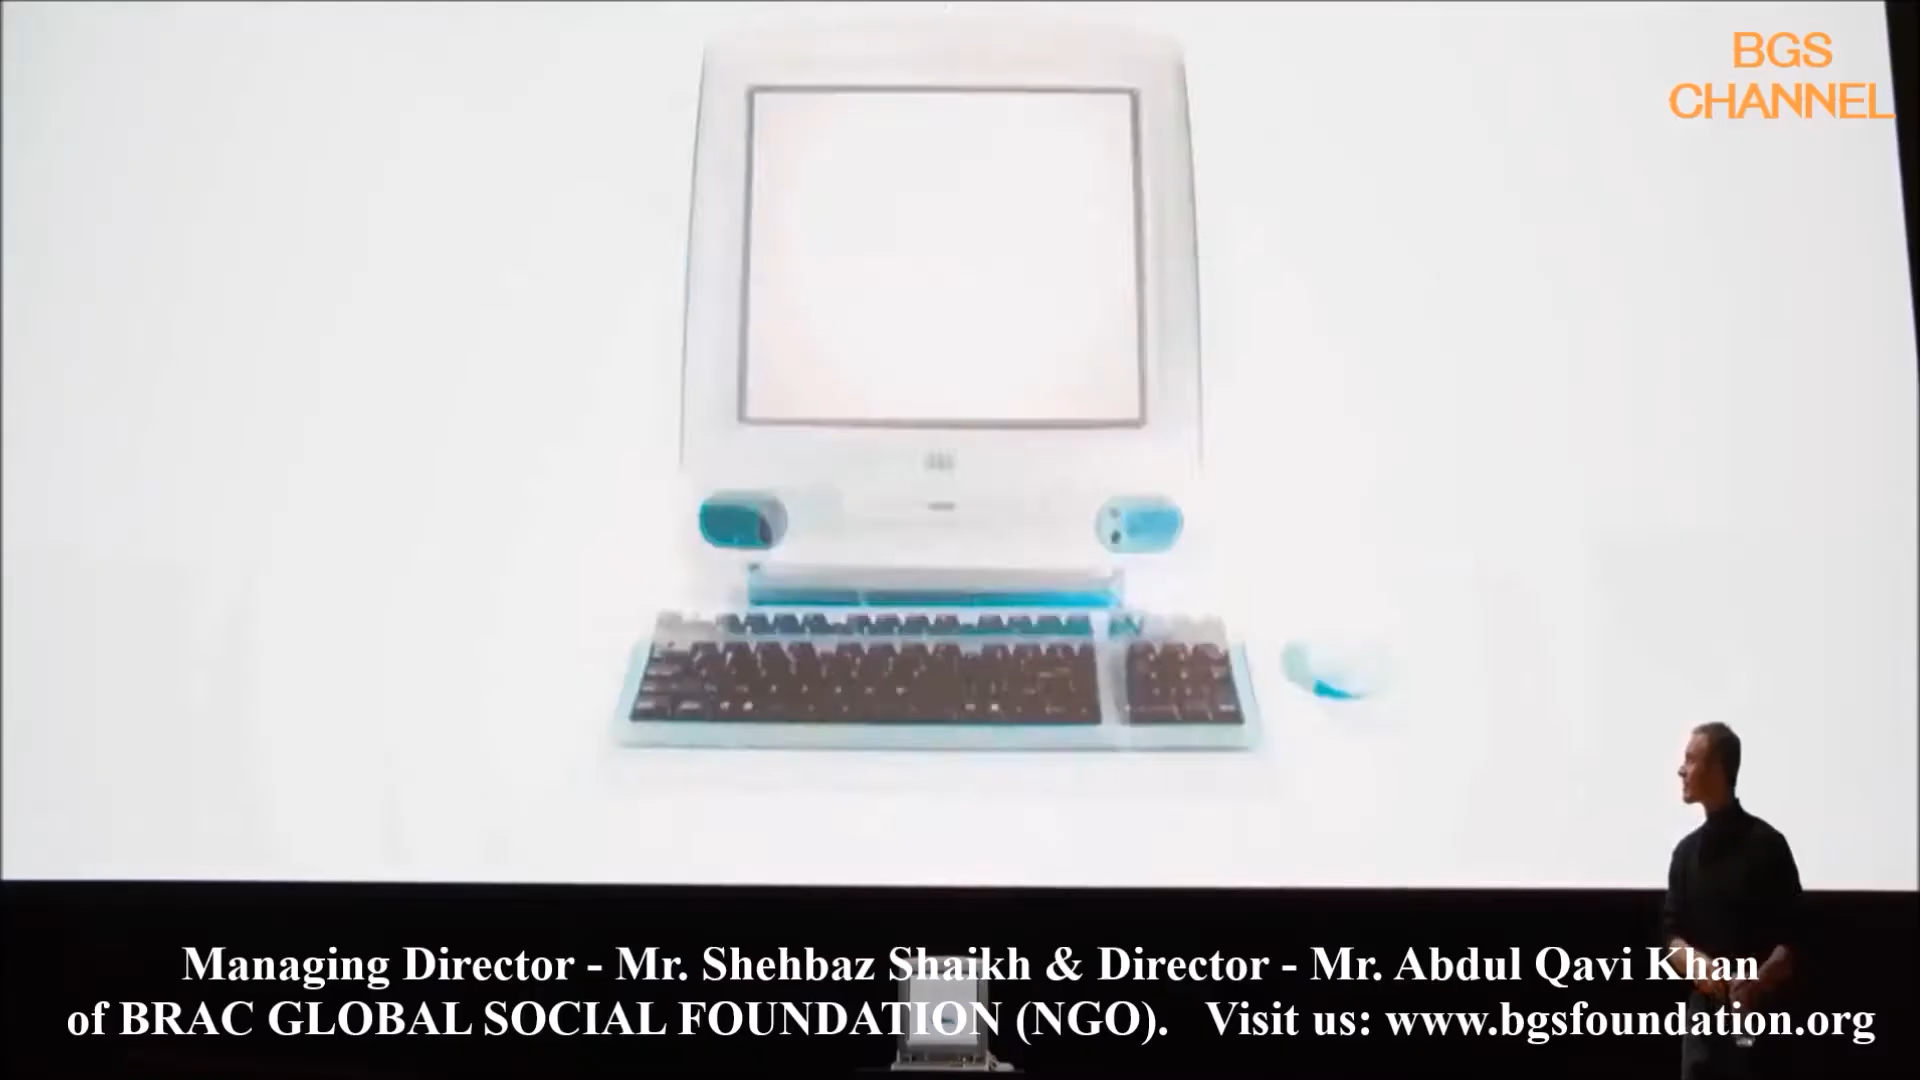 BGS
CHANNEL
Managing Director - Mr. Shehbaz Shaikh & Director - Mr. Abdul Qavi Khan
of BRAC GLOBAL SOCIAL FOUNDATION (NGO). Visit us: www.bgsfoundation.org